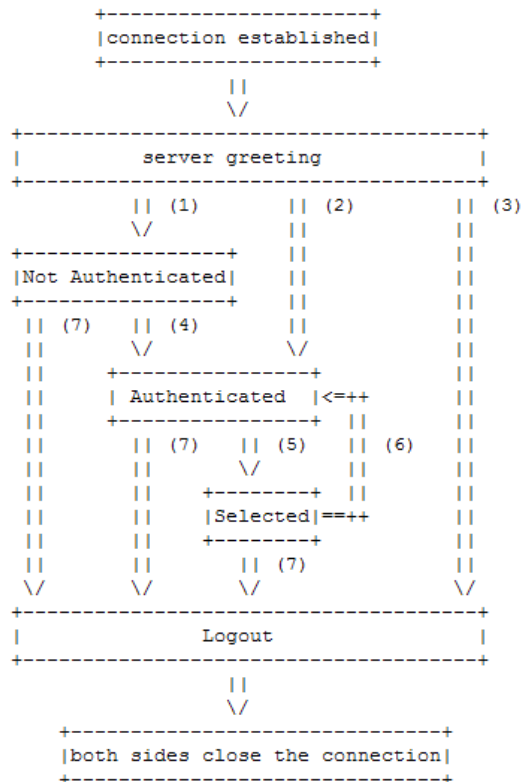 connection established
server greeting
(1) (2) (3)
Not Authenticated
(7) (4)
Authenticated
(7) (5) (6)
Selected
(7)
Logout
both sides close the connection